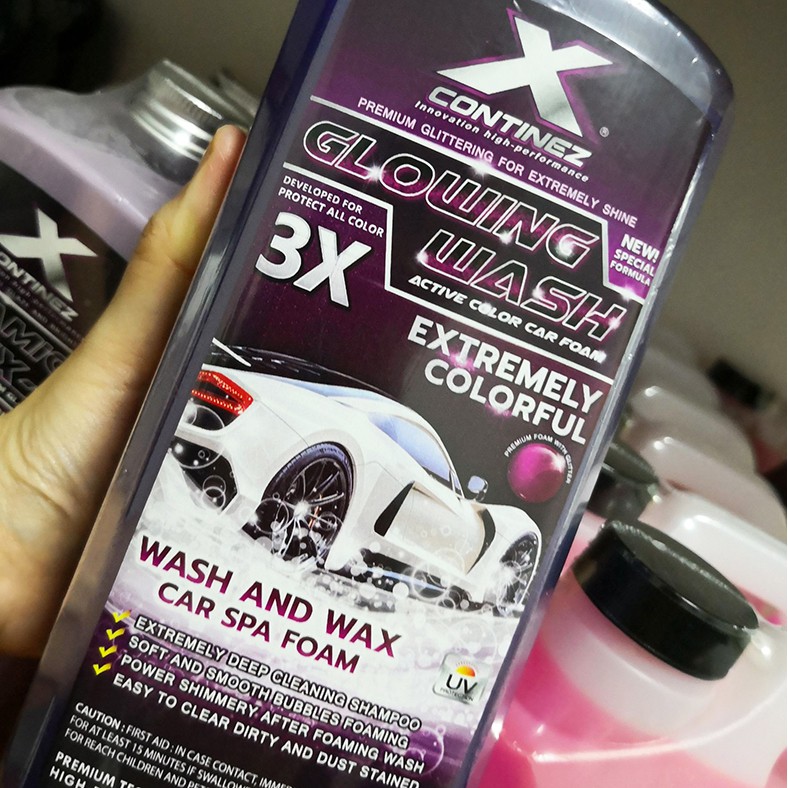 X
CONTINEZ®
Innovation high-performance
PREMIUM GLITTERING FOR EXTREMELY SHINE
GLOWING
WASH
ACTIVE COLOR CAR FOAM
NEW!
SPECIAL
FORMULA
DEVELOPED FOR
PROTECT ALL COLOR
3X
EXTREMELY
COLORFUL
PREMIUM FOAM WITH GLITTER
WASH AND WAX
CAR SPA FOAM
EXTREMELY DEEP CLEANING SHAMPOO
SOFT AND SMOOTH BUBBLES FOAMING
POWER SHIMMERY AFTER FOAMING WASH
EASY TO CLEAR DIRTY AND DUST STAINED
UV
PROTECTION
CAUTION : FIRST AID : IN CASE CONTACT,
FOR AT LEAST 15 MINUTES IF SWALLOWE
FOR REACH CHILDREN AND
PREMIUM
HIGH
X
CONTINEZ